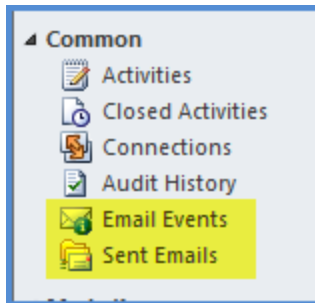 Common
Activities
Closed Activities
Connections
Audit History
Email Events
Sent Emails